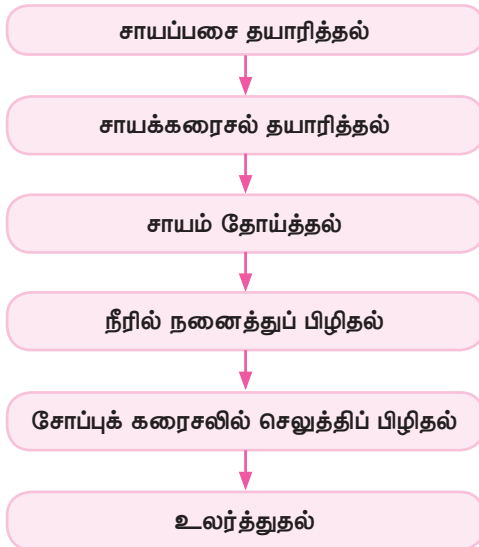 சாயப்பசை தயாரித்தல்
சாயக்கரைசல் தயாரித்தல்
சாயம் தோய்த்தல்
நீரில் நனைத்துப் பிழிதல்
சோப்புக் கரைசலில் செலுத்திப் பிழிதல்
உலர்த்துதல்